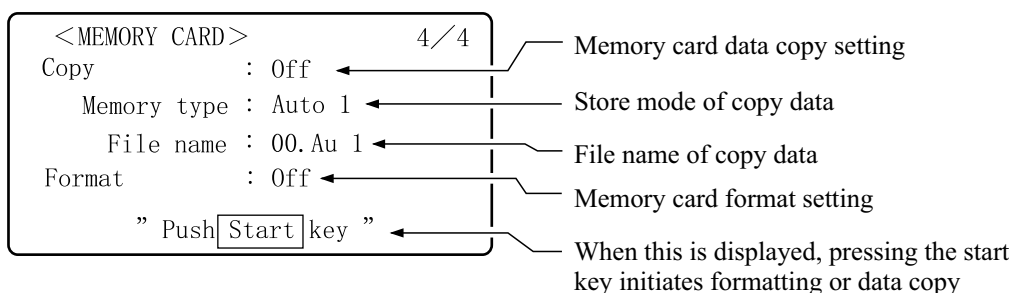 ＜MEMORY CARD＞ 4／4
Copy : Off
Memory type : Auto 1
File name : 00.Au 1
Format : Off
” Push Start key ”
Memory card data copy setting
Store mode of copy data
File name of copy data
Memory card format setting
When this is displayed, pressing the start
key initiates formatting or data copy